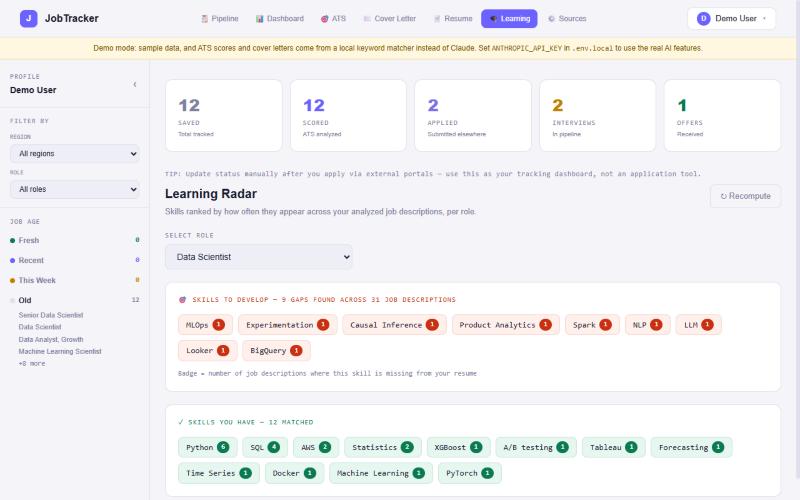 J JobTracker Pipeline Dashboard ATS Cover Letter Resume Learning Sources D Demo User
Demo mode: sample data, and ATS scores and cover letters come from a local keyword matcher instead of Claude. Set ANTHROPIC_API_KEY in .env.local to use the real AI features.
PROFILE
Demo User
FILTER BY
REGION
All regions
ROLE
All roles
JOB AGE
Fresh 0
Recent 0
This Week 0
Old 12
Senior Data Scientist
Data Scientist
Data Analyst, Growth
Machine Learning Scientist
+8 more
12
SAVED
Total tracked
12
SCORED
ATS analyzed
2
APPLIED
Submitted elsewhere
2
INTERVIEWS
In pipeline
1
OFFERS
Received
TIP: Update status manually after you apply via external portals — use this as your tracking dashboard, not an application tool.
Learning Radar
Skills ranked by how often they appear across your analyzed job descriptions, per role.
↻ Recompute
SELECT ROLE
Data Scientist
SKILLS TO DEVELOP — 9 GAPS FOUND ACROSS 31 JOB DESCRIPTIONS
MLOps 1 Experimentation 1 Causal Inference 1 Product Analytics 1 Spark 1 NLP 1 LLM 1
Looker 1 BigQuery 1
Badge = number of job descriptions where this skill is missing from your resume
✓ SKILLS YOU HAVE — 12 MATCHED
Python 6 SQL 4 AWS 2 Statistics 2 XGBoost 1 A/B testing 1 Tableau 1 Forecasting 1
Time Series 1 Docker 1 Machine Learning 1 PyTorch 1